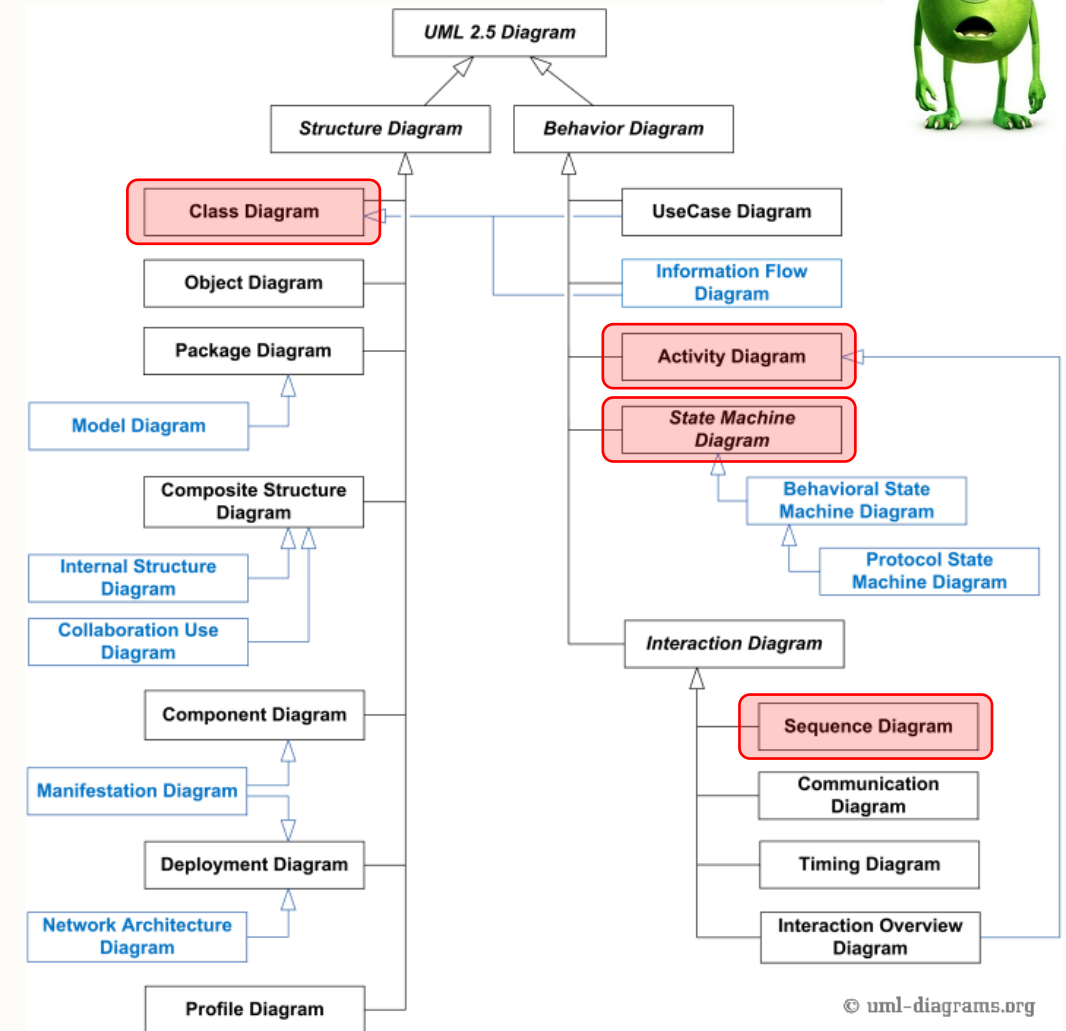 UML 2.5 Diagram
Structure Diagram
Behavior Diagram
Class Diagram
UseCase Diagram
Object Diagram
Information Flow
Diagram
Package Diagram
Activity Diagram
Model Diagram
State Machine
Diagram
Composite Structure
Diagram
Behavioral State
Machine Diagram
Internal Structure
Diagram
Protocol State
Machine Diagram
Collaboration Use
Diagram
Interaction Diagram
Component Diagram
Sequence Diagram
Manifestation Diagram
Communication
Diagram
Deployment Diagram
Timing Diagram
Network Architecture
Diagram
Interaction Overview
Diagram
Profile Diagram
© uml-diagrams.org